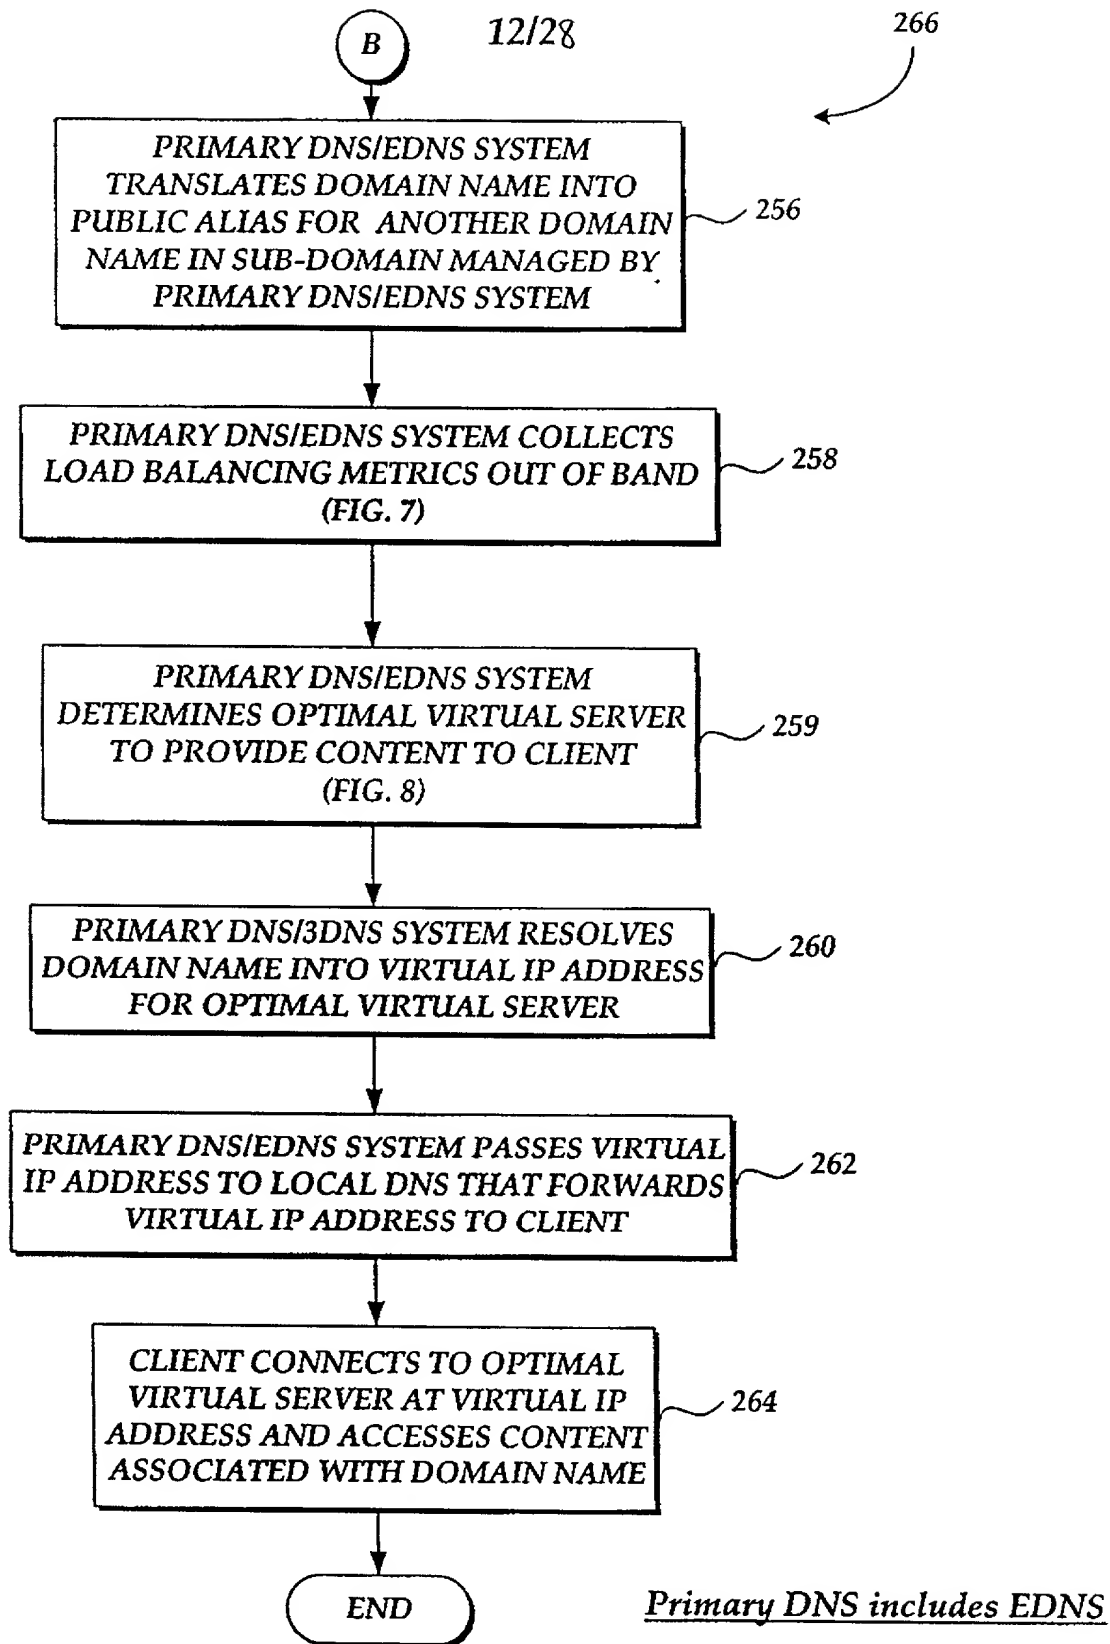 B
12/28
266
PRIMARY DNS/EDNS SYSTEM
TRANSLATES DOMAIN NAME INTO
PUBLIC ALIAS FOR ANOTHER DOMAIN
NAME IN SUB-DOMAIN MANAGED BY
PRIMARY DNS/EDNS SYSTEM
256
PRIMARY DNS/EDNS SYSTEM COLLECTS
LOAD BALANCING METRICS OUT OF BAND
(FIG. 7)
258
PRIMARY DNS/EDNS SYSTEM
DETERMINES OPTIMAL VIRTUAL SERVER
TO PROVIDE CONTENT TO CLIENT
(FIG. 8)
259
PRIMARY DNS/3DNS SYSTEM RESOLVES
DOMAIN NAME INTO VIRTUAL IP ADDRESS
FOR OPTIMAL VIRTUAL SERVER
260
PRIMARY DNS/EDNS SYSTEM PASSES VIRTUAL
IP ADDRESS TO LOCAL DNS THAT FORWARDS
VIRTUAL IP ADDRESS TO CLIENT
262
CLIENT CONNECTS TO OPTIMAL
VIRTUAL SERVER AT VIRTUAL IP
ADDRESS AND ACCESSES CONTENT
ASSOCIATED WITH DOMAIN NAME
264
END
Primary DNS includes EDNS